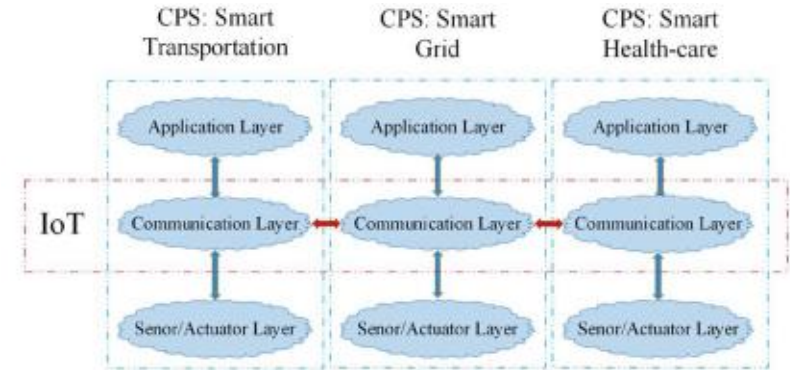 CPS: Smart
Transportation
CPS: Smart
Grid
CPS: Smart
Health-care
Application Layer
Application Layer
Application Layer
IoT
Communication Layer
Communication Layer
Communication Layer
Senor/Actuator Layer
Senor/Actuator Layer
Senor/Actuator Layer